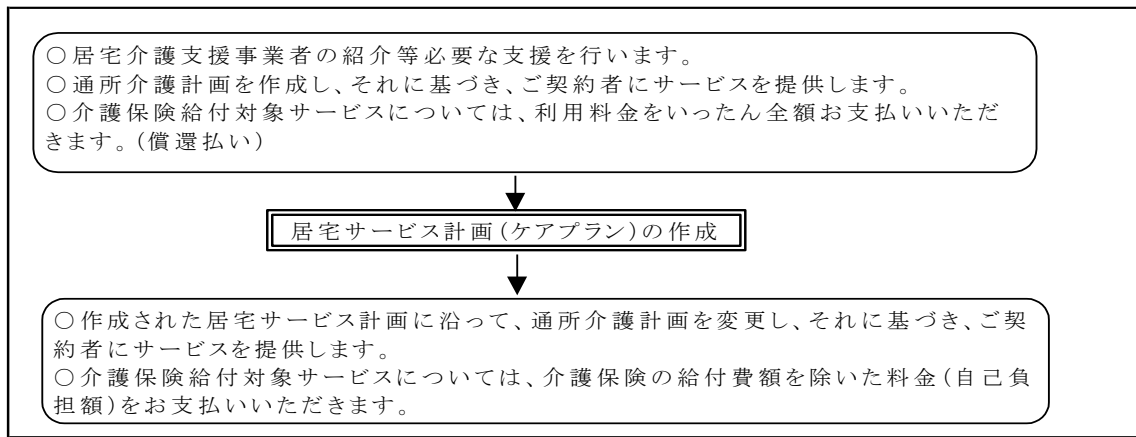 ○居宅介護支援事業者の紹介等必要な支援を行います。
○通所介護計画を作成し、それに基づき、ご契約者にサービスを提供します。
○介護保険給付対象サービスについては、利用料金をいったん全額お支払いいただ
きます。(償還払い)
居宅サービス計画(ケアプラン)の作成
○作成された居宅サービス計画に沿って、通所介護計画を変更し、それに基づき、ご契
約者にサービスを提供します。
○介護保険給付対象サービスについては、介護保険の給付費額を除いた料金(自己負
担額)をお支払いいただきます。